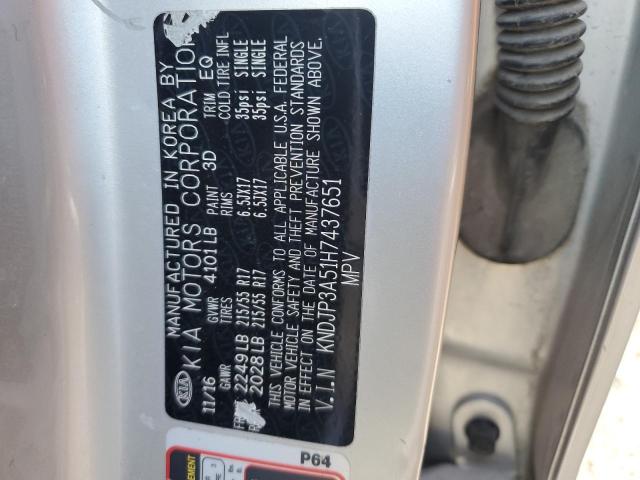 KIA
MANUFACTURED IN KOREA BY
KIA MOTORS CORPORATION
11/16 GVWR 4101LB PAINT 3D TRIM EQ
GAWR TIRES RIMS COLD TIRE INFL
2249LB 215/55 R17 6.5JX17 35psi SINGLE
2028LB 215/55 R17 6.5JX17 35psi SINGLE
THIS VEHICLE CONFORMS TO ALL APPLICABLE U.S.A. FEDERAL
MOTOR VEHICLE SAFETY AND THEFT PREVENTION STANDARDS
IN EFFECT ON THE DATE OF MANUFACTURE SHOWN ABOVE.
V.I.N KNDJP3A51H7437651
MPV
P64